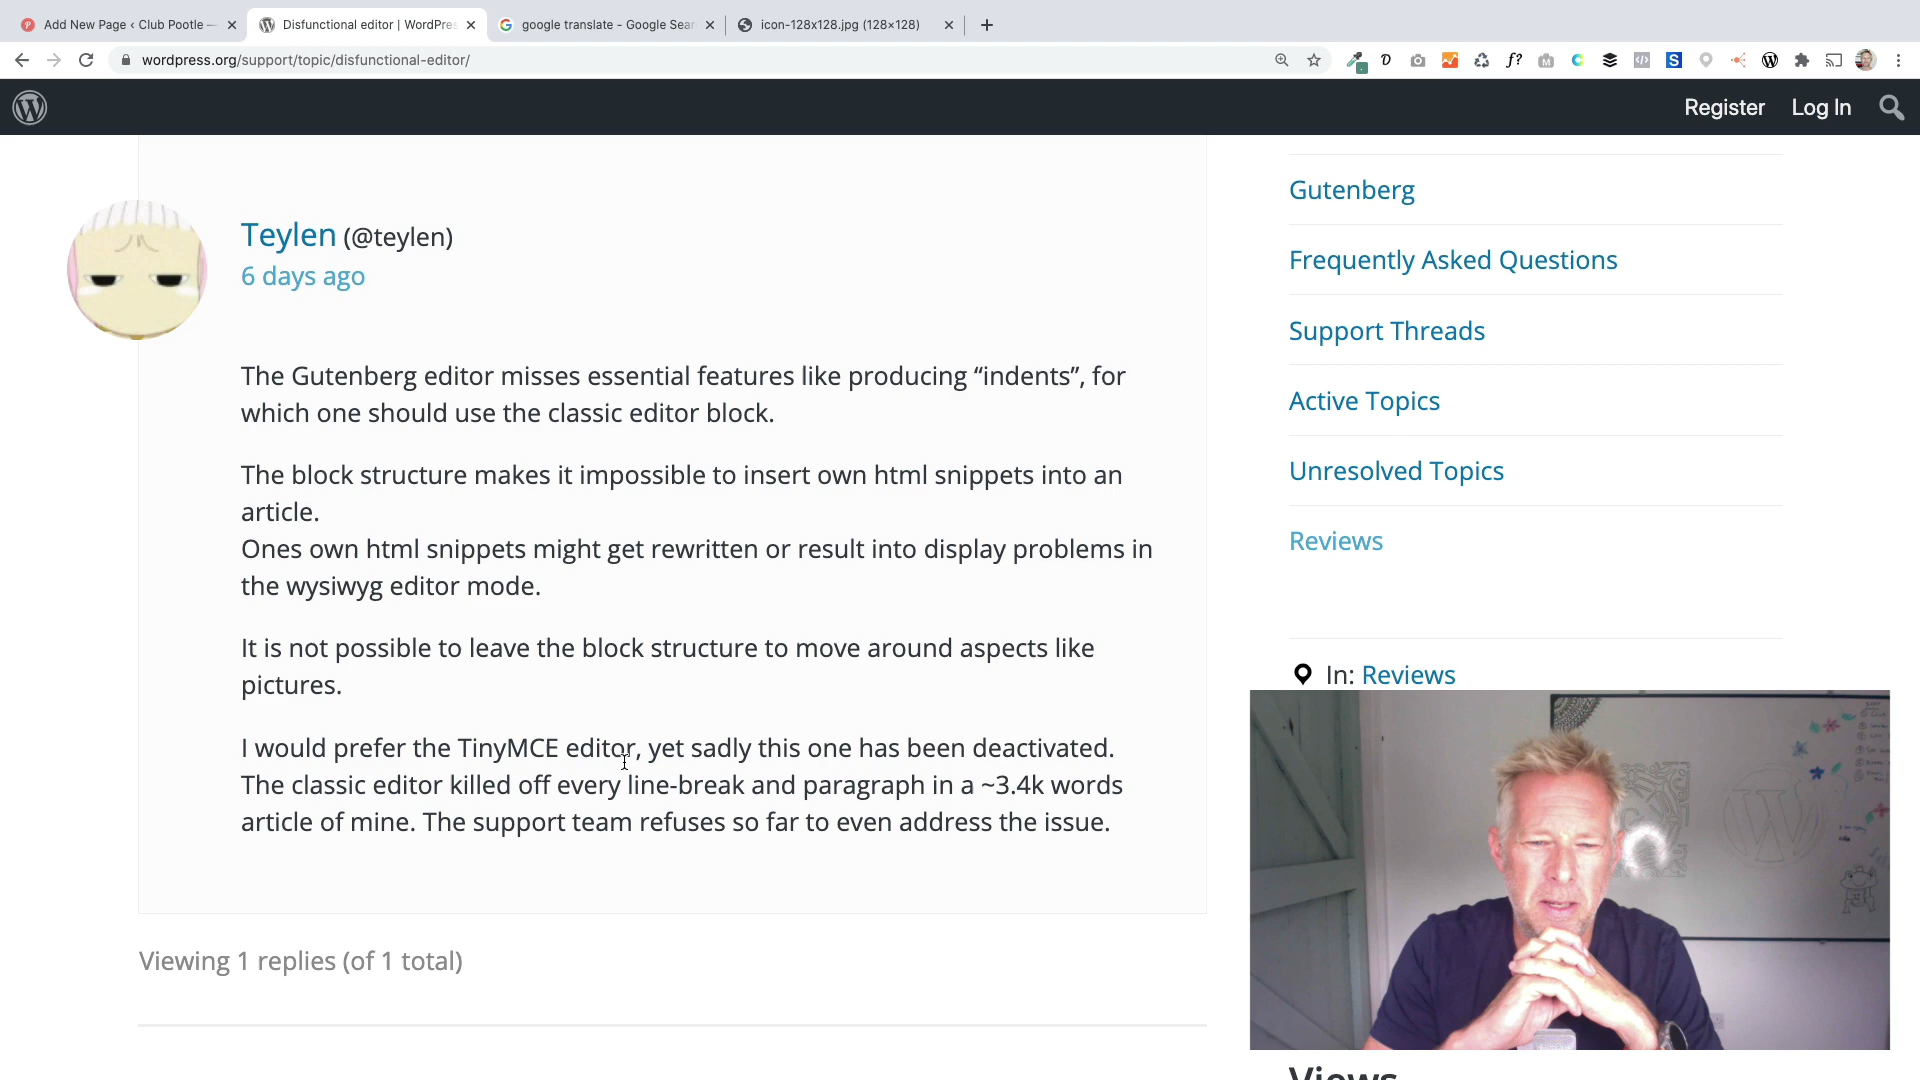 Add New Page ‹ Club Pootle —
Disfunctional editor | WordPres
google translate - Google Sear
icon-128x128.jpg (128×128)
wordpress.org/support/topic/disfunctional-editor/
Register Log In
Teylen (@teylen)
6 days ago
The Gutenberg editor misses essential features like producing “indents”, for
which one should use the classic editor block.
The block structure makes it impossible to insert own html snippets into an
article.
Ones own html snippets might get rewritten or result into display problems in
the wysiwyg editor mode.
It is not possible to leave the block structure to move around aspects like
pictures.
I would prefer the TinyMCE editor, yet sadly this one has been deactivated.
The classic editor killed off every line-break and paragraph in a ~3.4k words
article of mine. The support team refuses so far to even address the issue.
Viewing 1 replies (of 1 total)
Gutenberg
Frequently Asked Questions
Support Threads
Active Topics
Unresolved Topics
Reviews
In: Reviews
Views